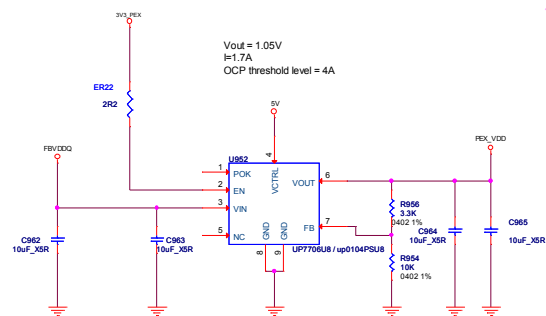 3V3_PEX
Vout = 1.05V
I=1.7A
OCP threshold level = 4A
ER22
2R2
5V
FBVDDQ
PEX_VDD
U952
1
POK
4
VCTRL
VOUT
6
2
EN
3
VIN
R956
3.3K
0402 1%
FB
7
C962
10uF_X5R
C963
10uF_X5R
5
NC
GND
GND
C964
10uF_X5R
C965
10uF_X5R
UP7706U8 / up0104PSU8
8
9
R954
10K
0402 1%